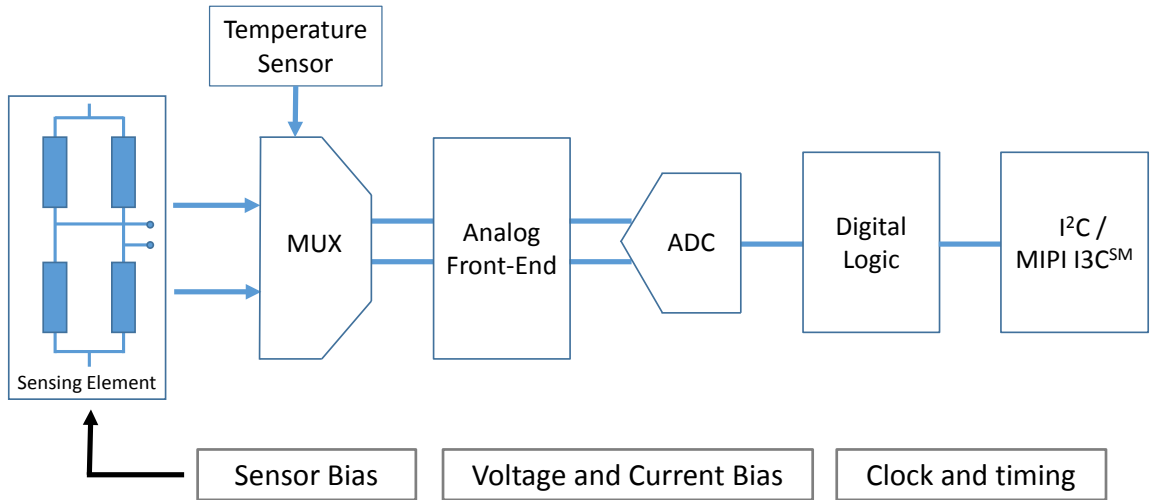 Temperature
Sensor
Sensing Element
MUX
Analog
Front-End
ADC
Digital
Logic
I²C /
MIPI I3Cˢᴹ
Sensor Bias
Voltage and Current Bias
Clock and timing